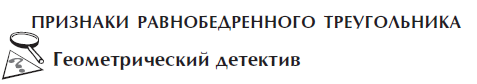 ПРИЗНАКИ РАВНОБЕДРЕННОГО ТРЕУГОЛЬНИКА
Геометрический детектив